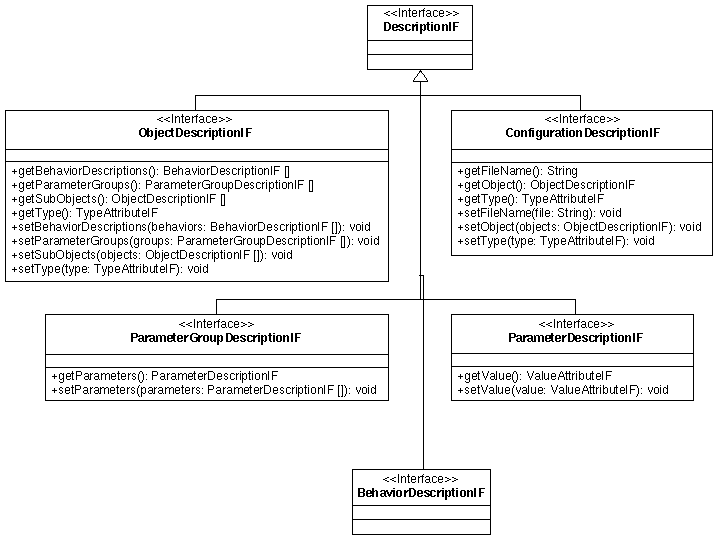 <<Interface>>
DescriptionIF
<<Interface>>
ObjectDescriptionIF
+getBehaviorDescriptions(): BehaviorDescriptionIF []
+getParameterGroups(): ParameterGroupDescriptionIF []
+getSubObjects(): ObjectDescriptionIF []
+getType(): TypeAttributeIF
+setBehaviorDescriptions(behaviors: BehaviorDescriptionIF []): void
+setParameterGroups(groups: ParameterGroupDescriptionIF []): void
+setSubObjects(objects: ObjectDescriptionIF []): void
+setType(type: TypeAttributeIF): void
<<Interface>>
ConfigurationDescriptionIF
+getFileName(): String
+getObject(): ObjectDescriptionIF
+getType(): TypeAttributeIF
+setFileName(file: String): void
+setObject(objects: ObjectDescriptionIF): void
+setType(type: TypeAttributeIF): void
<<Interface>>
ParameterGroupDescriptionIF
+getParameters(): ParameterDescriptionIF
+setParameters(parameters: ParameterDescriptionIF []): void
<<Interface>>
ParameterDescriptionIF
+getValue(): ValueAttributeIF
+setValue(value: ValueAttributeIF): void
<<Interface>>
BehaviorDescriptionIF